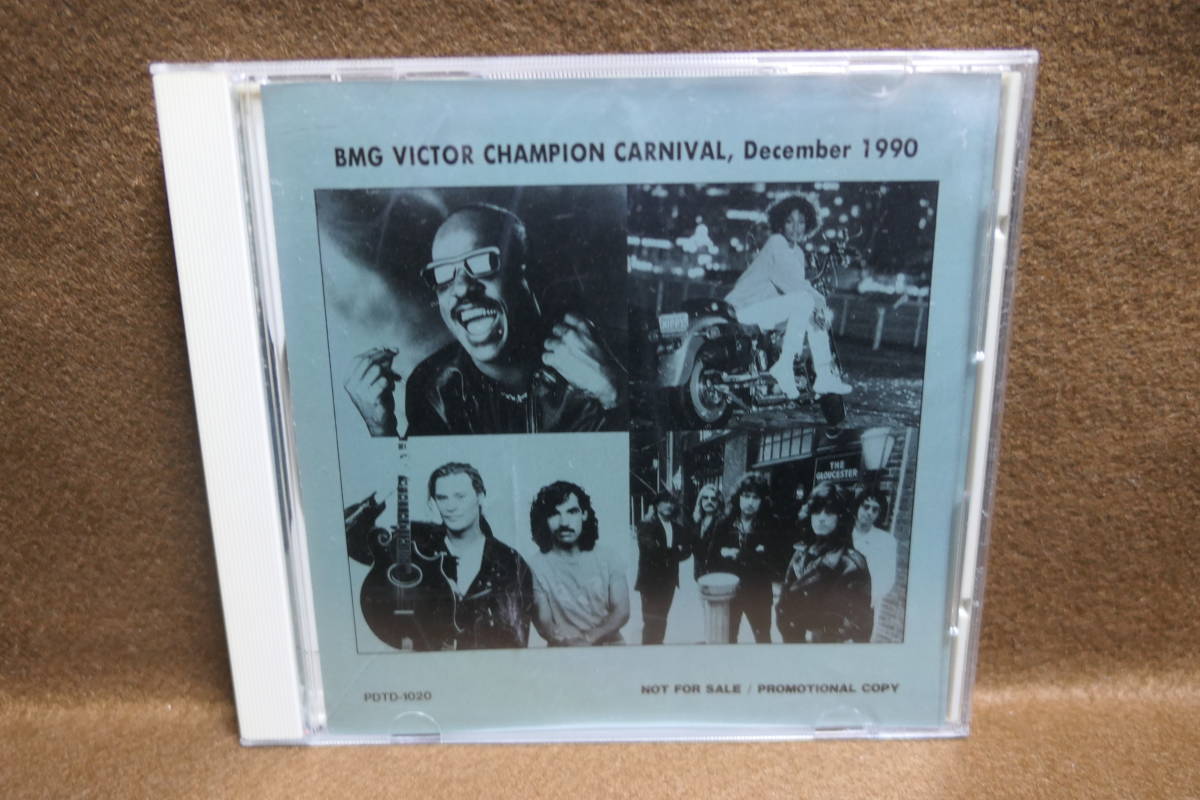 BMG VICTOR CHAMPION CARNIVAL, December 1990
THE
GLOUCESTER
PDTD-1020
NOT FOR SALE / PROMOTIONAL COPY